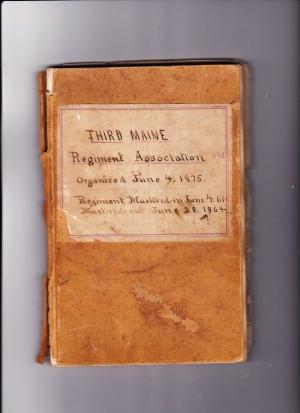 THIRD MAINE
Regiment Association
Organized June 4, 1875.
Regiment Mustered-in June 4. 61
Mustered-out June 28. 1864